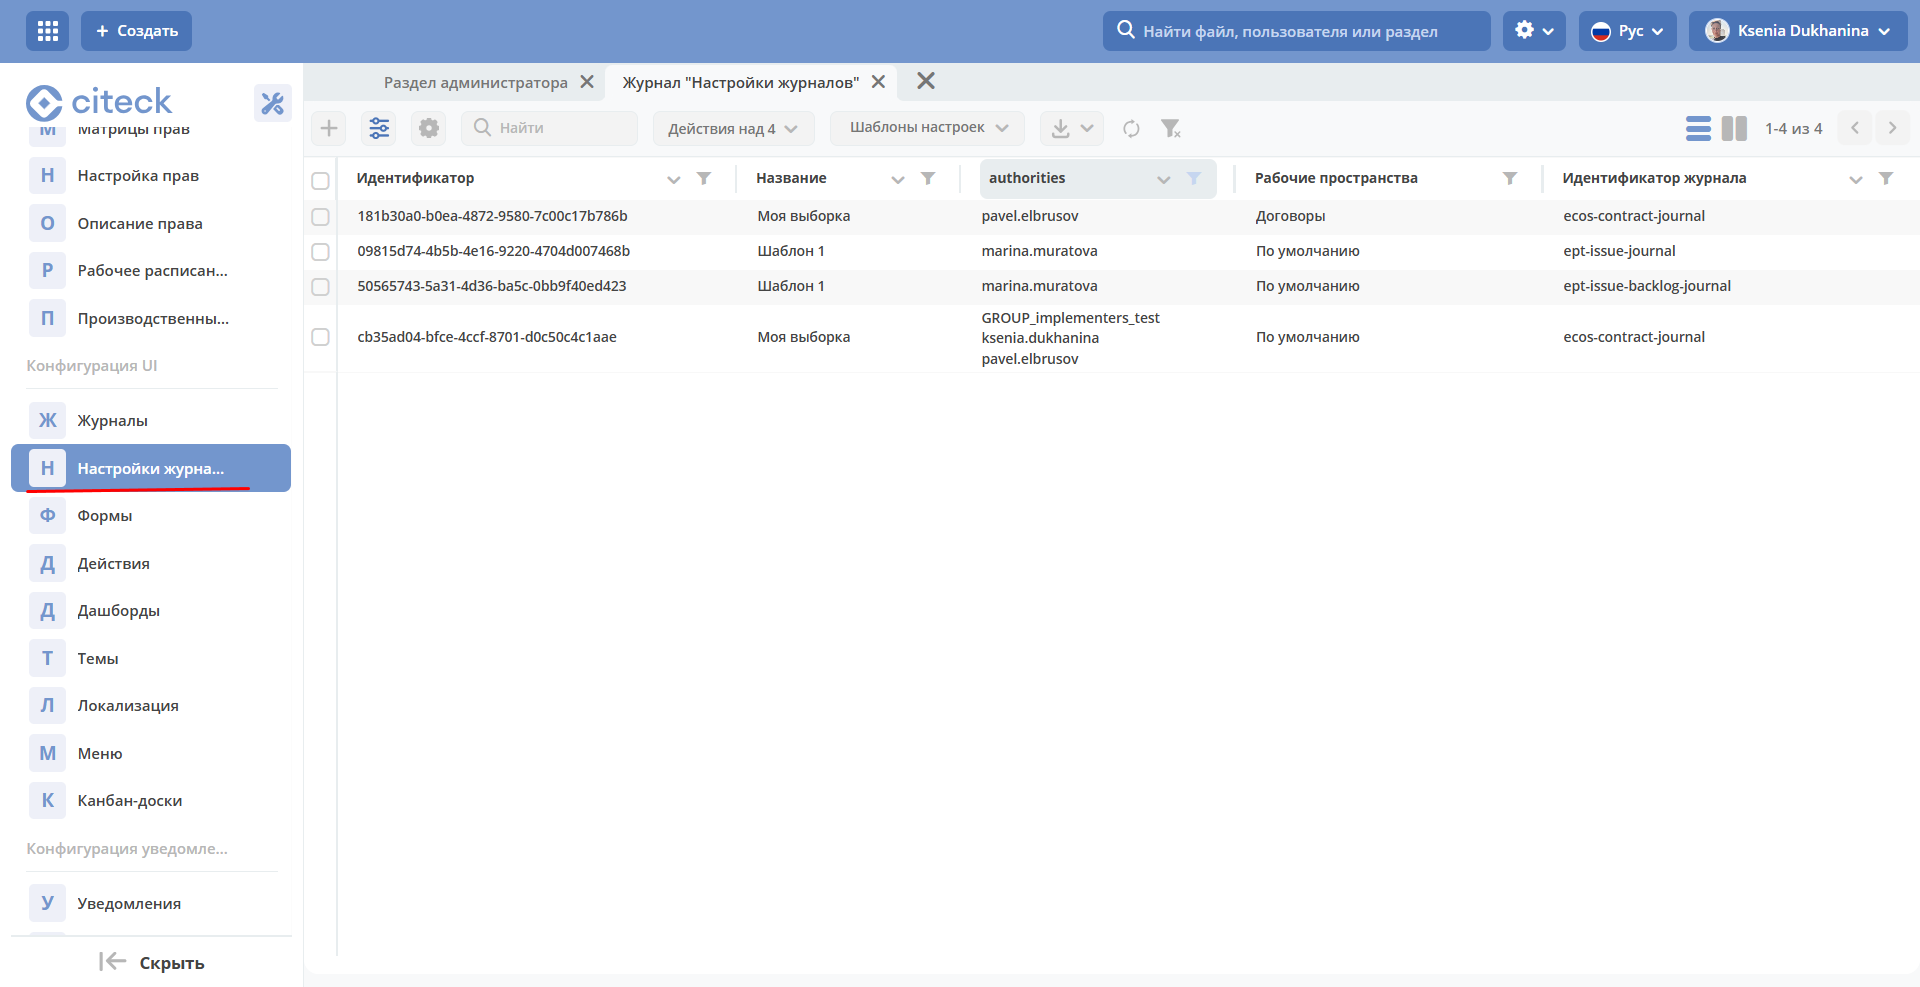 + Создать
Найти файл, пользователя или раздел
Рус
Ksenia Dukhanina
citeck
М Матрицы прав
Н Настройка прав
О Описание права
Р Рабочее расписан...
П Производственны...
Конфигурация UI
Ж Журналы
Н Настройки журна...
Ф Формы
Д Действия
Д Дашборды
Т Темы
Л Локализация
М Меню
К Канбан-доски
Конфигурация уведомле...
У Уведомления
Скрыть
Раздел администратора
Журнал "Настройки журналов"
Найти
Действия над 4
Шаблоны настроек
1-4 из 4
Идентификатор Название authorities Рабочие пространства Идентификатор журнала
181b30a0-b0ea-4872-9580-7c00c17b786b Моя выборка pavel.elbrusov Договоры ecos-contract-journal
09815d74-4b5b-4e16-9220-4704d007468b Шаблон 1 marina.muratova По умолчанию ept-issue-journal
50565743-5a31-4d36-ba5c-0bb9f40ed423 Шаблон 1 marina.muratova По умолчанию ept-issue-backlog-journal
GROUP_implementers_test
cb35ad04-bfce-4ccf-8701-d0c50c4c1aae Моя выборка ksenia.dukhanina По умолчанию ecos-contract-journal
pavel.elbrusov